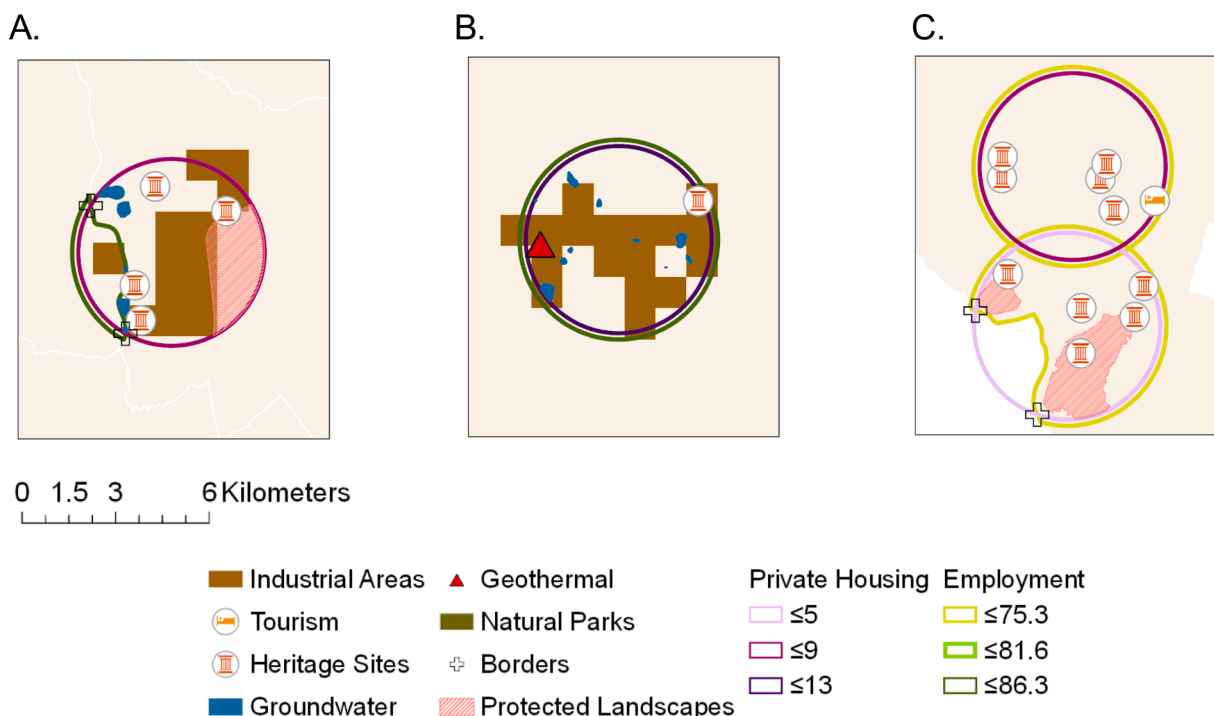 A.
B.
C.
0 1.5 3 6 Kilometers
Industrial Areas
Tourism
Heritage Sites
Groundwater
Geothermal
Natural Parks
Borders
Protected Landscapes
Private Housing
≤5
≤9
≤13
Employment
≤75.3
≤81.6
≤86.3